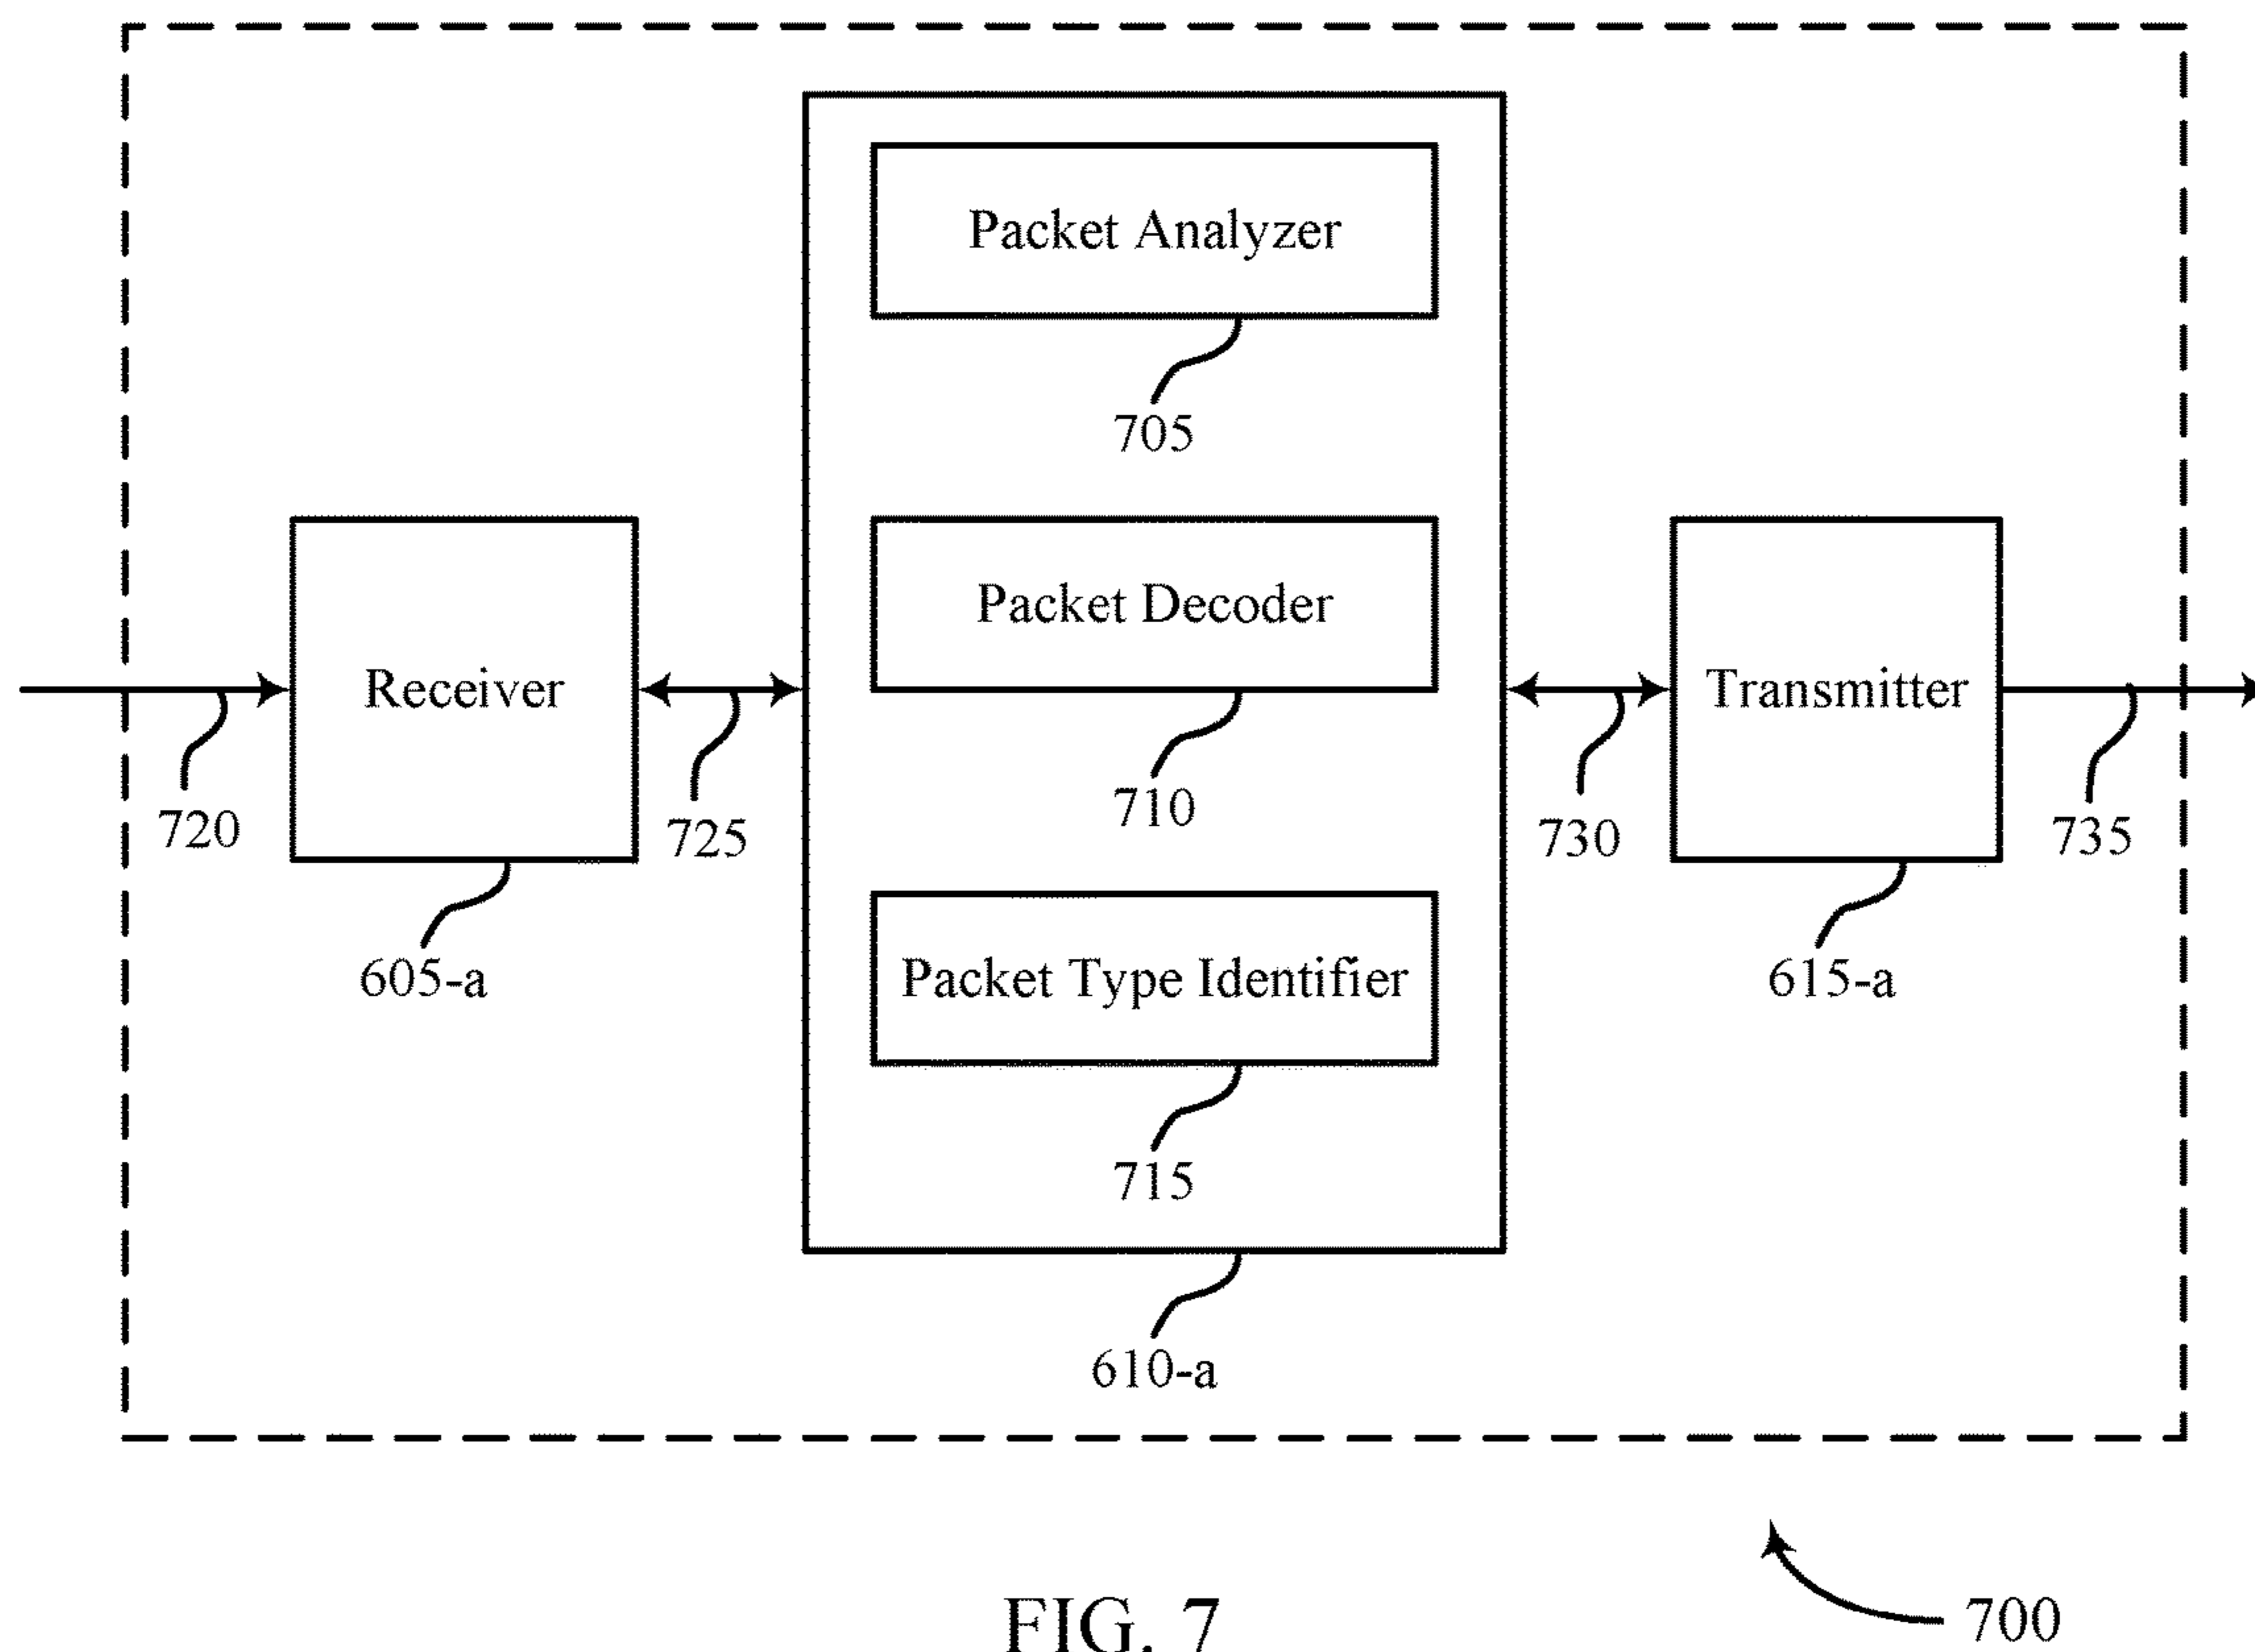 Packet Analyzer
705
Packet Decoder
710
Packet Type Identifier
715
610-a
Receiver
605-a
720
725
Transmitter
615-a
730
735
700
FIG. 7